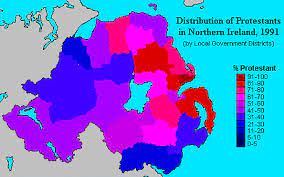 Distribution of Protestants
in Northern Ireland, 1991
(by Local Government Districts)
% Protestant
91-100
81-90
71-80
61-70
51-60
41-50
31-40
21-30
11-20
6-10
0-5